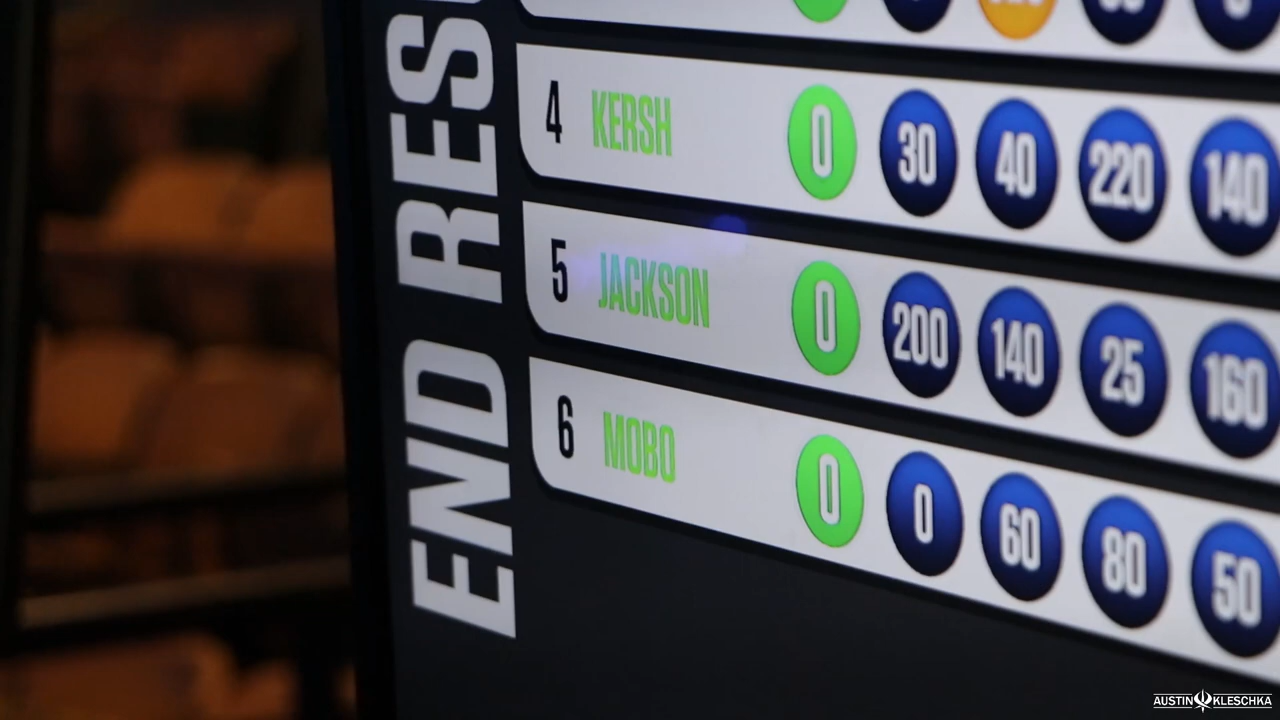 END RES
4 KERSH 0 30 40 220 140
5 JACKSON 0 200 140 25 160
6 MOBO 0 0 60 80 50
AUSTIN KLESCHKA